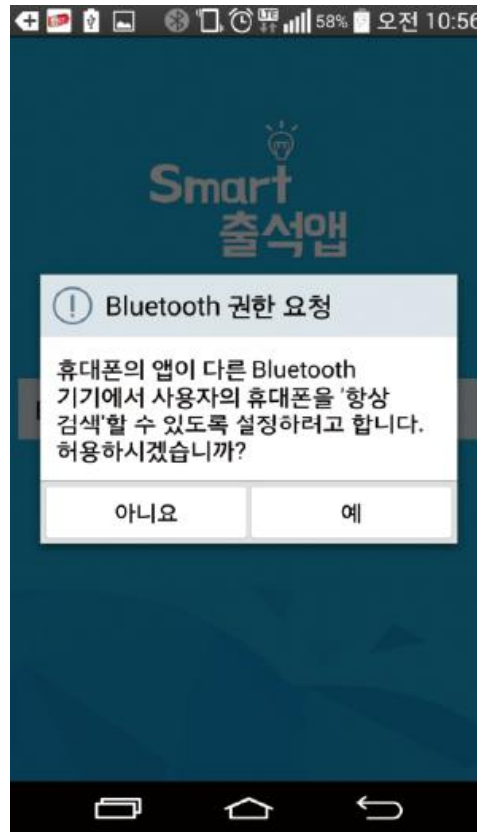 LTE 58% 오전 10:56
Smart
출석앱
Bluetooth 권한 요청
휴대폰의 앱이 다른 Bluetooth
기기에서 사용자의 휴대폰을 '항상
검색'할 수 있도록 설정하려고 합니다.
허용하시겠습니까?
아니요 예